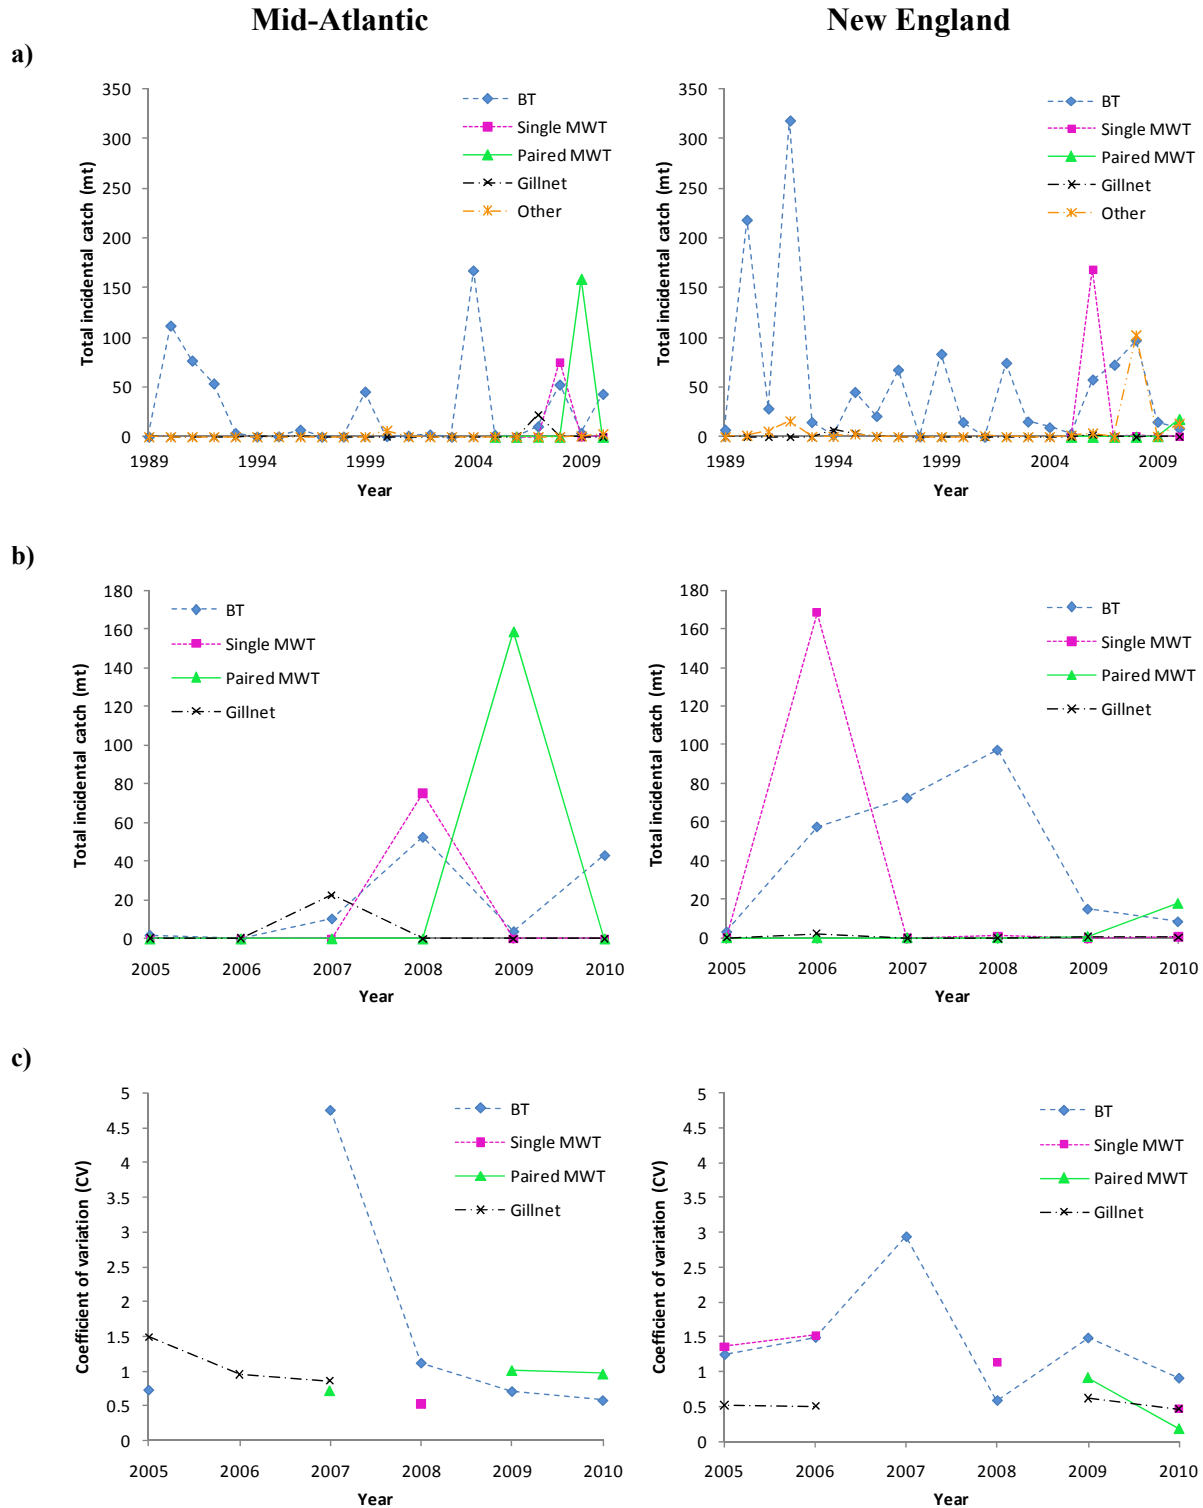 Mid-Atlantic
New England
a)
Total incidental catch (mt)
350
300
250
200
150
100
50
0
1989
1994
1999
2004
2009
Year
BT
Single MWT
Paired MWT
Gillnet
Other
Total incidental catch (mt)
350
300
250
200
150
100
50
0
1989
1994
1999
2004
2009
Year
BT
Single MWT
Paired MWT
Gillnet
Other
b)
Total incidental catch (mt)
180
160
140
120
100
80
60
40
20
0
2005
2006
2007
2008
2009
2010
Year
BT
Single MWT
Paired MWT
Gillnet
Total incidental catch (mt)
180
160
140
120
100
80
60
40
20
0
2005
2006
2007
2008
2009
2010
Year
BT
Single MWT
Paired MWT
Gillnet
c)
Coefficient of variation (CV)
5
4.5
4
3.5
3
2.5
2
1.5
1
0.5
0
2005
2006
2007
2008
2009
2010
Year
BT
Single MWT
Paired MWT
Gillnet
Coefficient of variation (CV)
5
4.5
4
3.5
3
2.5
2
1.5
1
0.5
0
2005
2006
2007
2008
2009
2010
Year
BT
Single MWT
Paired MWT
Gillnet